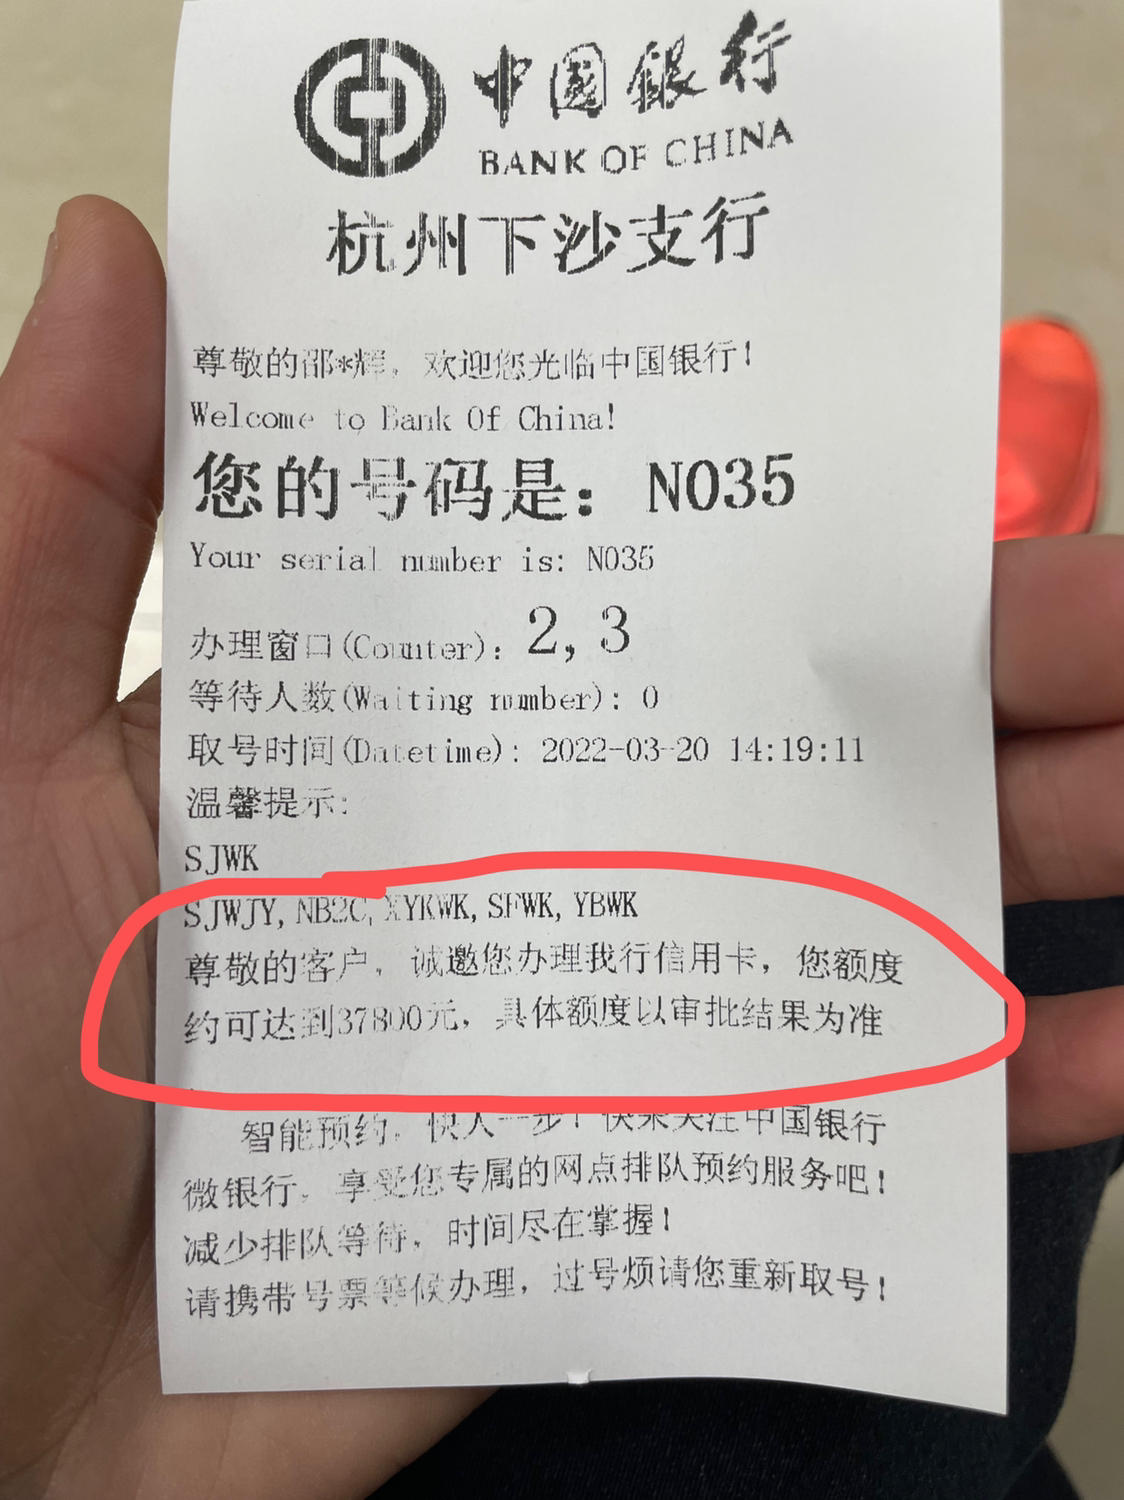 中国银行
BANK OF CHINA
杭州下沙支行
尊敬的邵*辉，欢迎您光临中国银行！
Welcome to Bank Of China!
您的号码是：N035
Your serial number is: N035
办理窗口(Counter)：2,3
等待人数(Waiting number)：0
取号时间(Datetime)：2022-03-20 14:19:11
温馨提示：
SJWK
SJWJY,NB2C,XYKWK,SFWK,YBWK
尊敬的客户，诚邀您办理我行信用卡，您额度
约可达到37800元，具体额度以审批结果为准
智能预约，快人一步！快来关注中国银行
微银行，享受您专属的网点排队预约服务吧！
减少排队等待，时间尽在掌握！
请携带号票等候办理，过号烦请您重新取号！